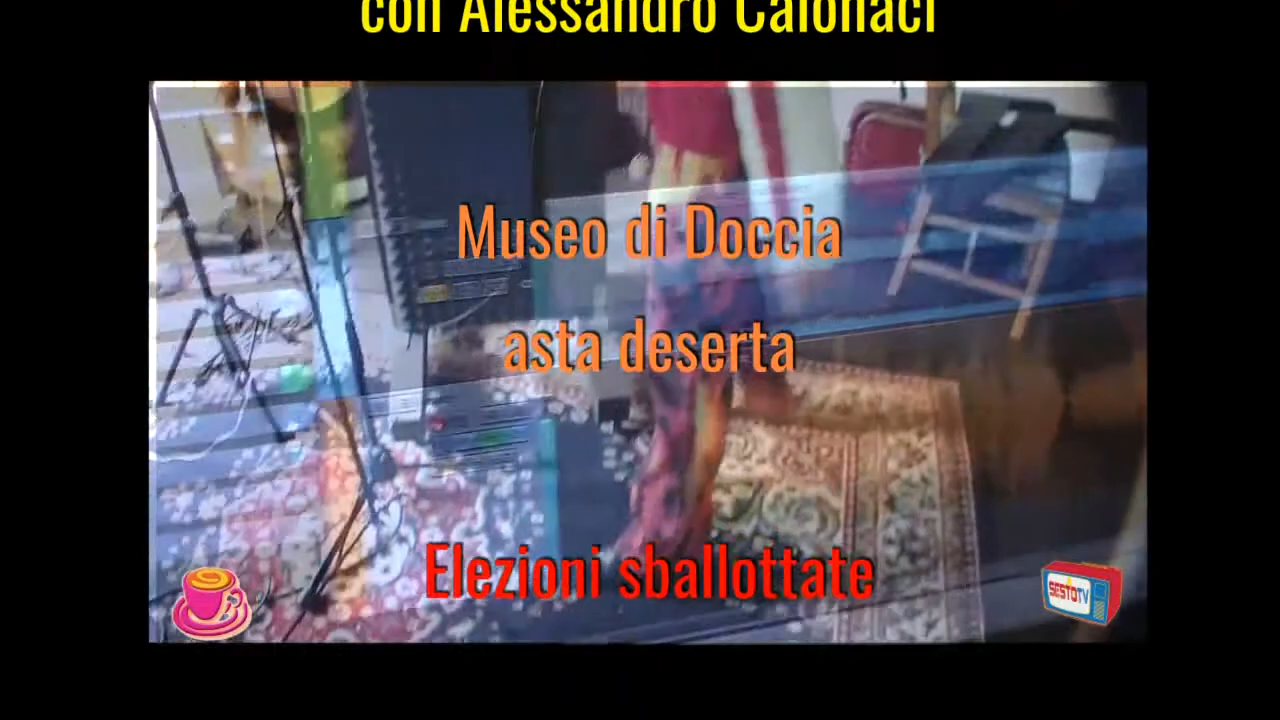 con Alessandro Calonaci
Museo di Doccia
asta deserta
Elezioni sballottate
SESTOTV